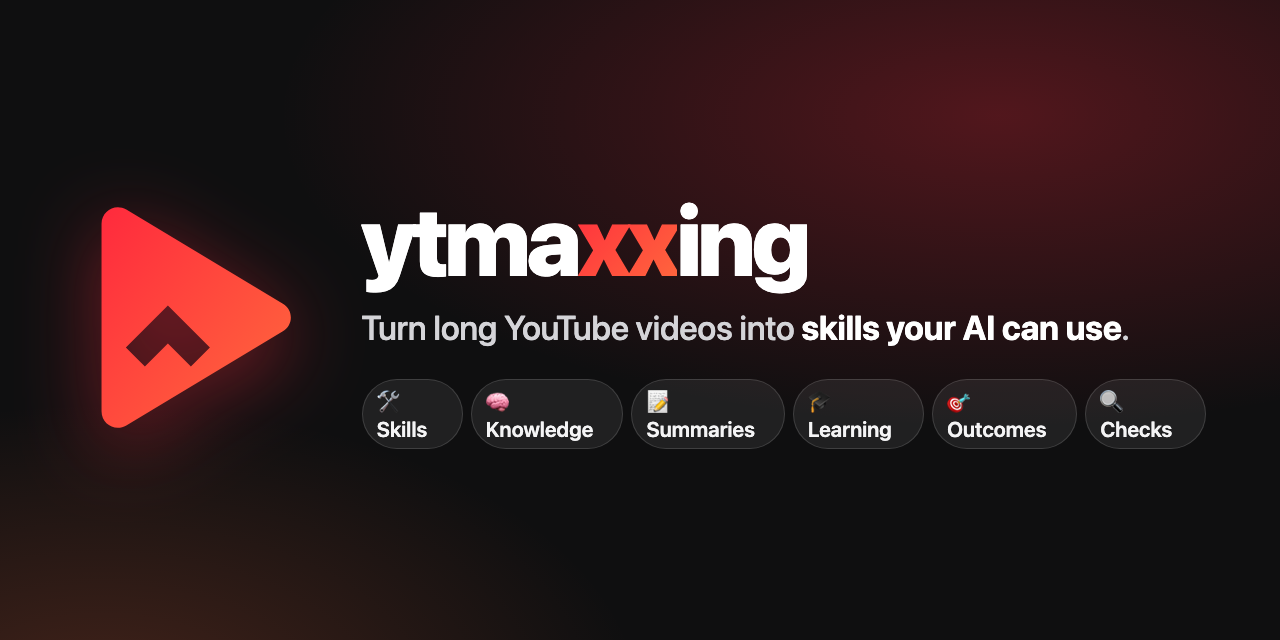 ytmaxxing
Turn long YouTube videos into skills your AI can use.
Skills
Knowledge
Summaries
Learning
Outcomes
Checks